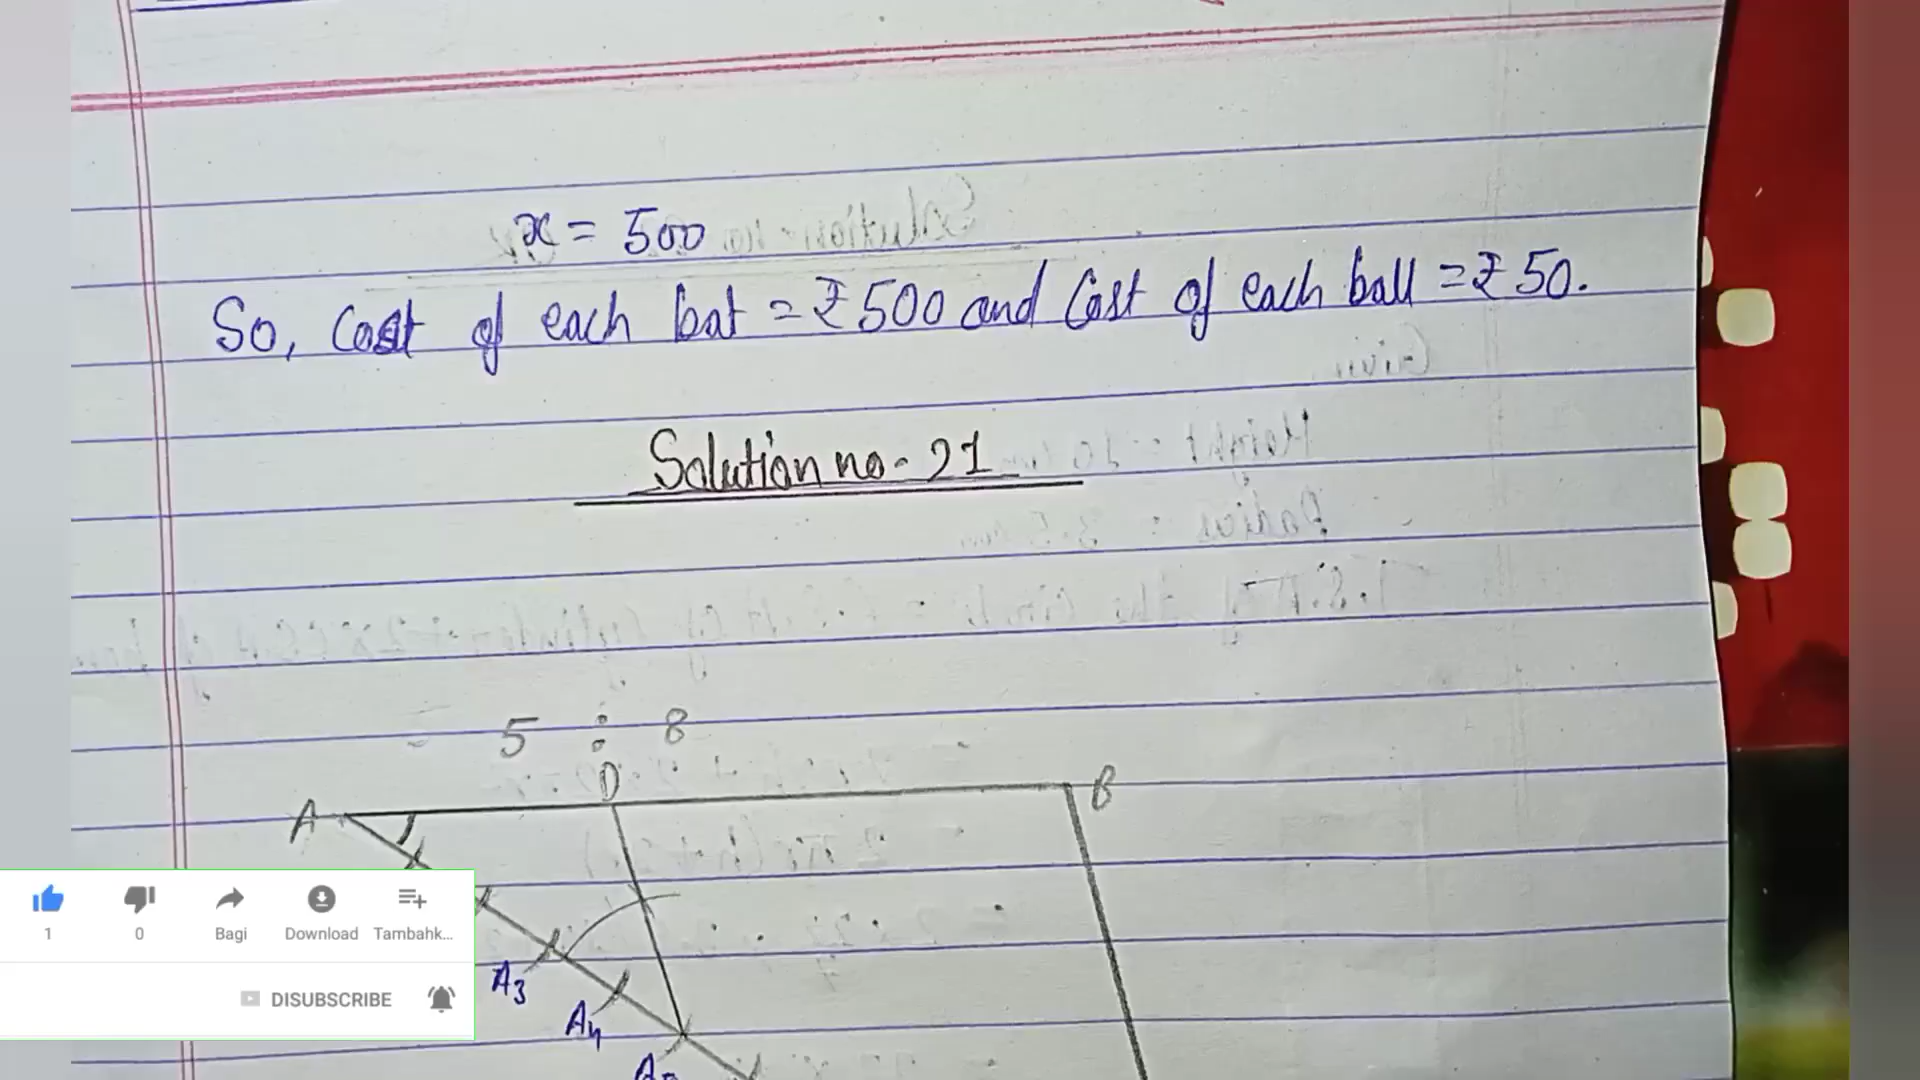 x = 500
So, Cost of each bat = ₹ 500 and Cost of each ball = ₹ 50.
Solution no - 21
5 : 8
A D B
A3
A4
1 0 Bagi Download Tambahk...
DISUBSCRIBE